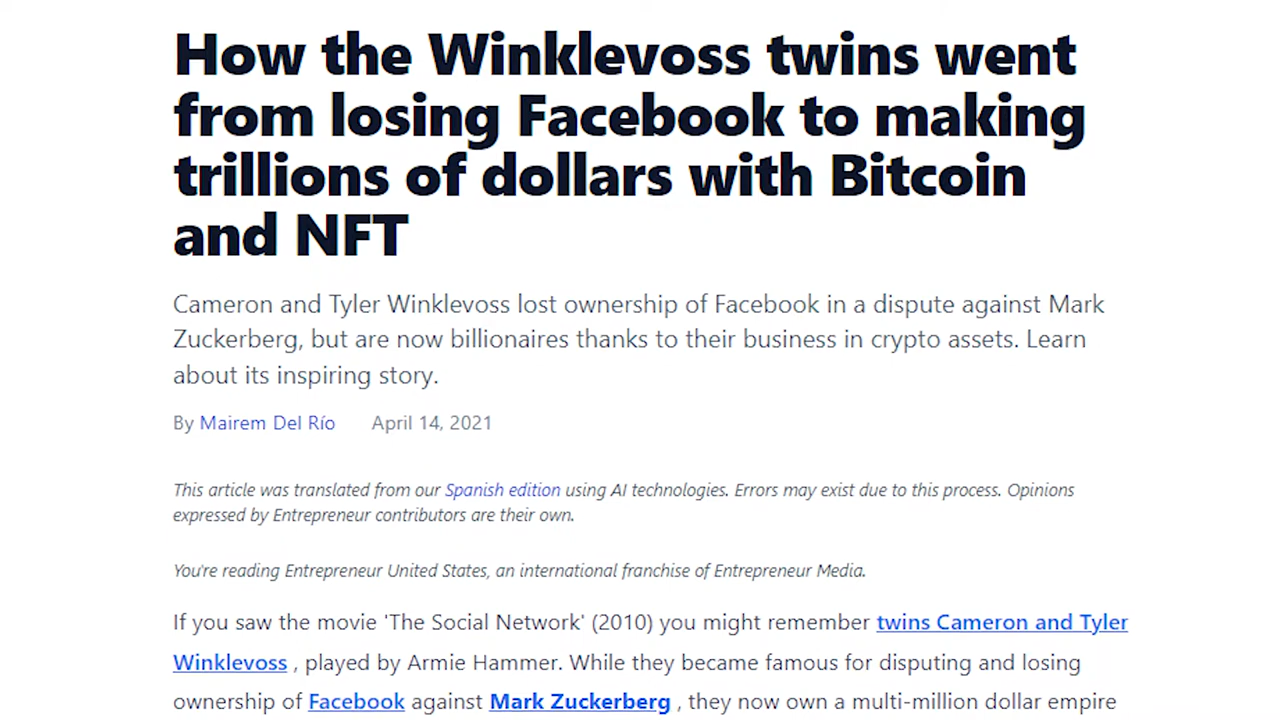 How the Winklevoss twins went
from losing Facebook to making
trillions of dollars with Bitcoin
and NFT
Cameron and Tyler Winklevoss lost ownership of Facebook in a dispute against Mark
Zuckerberg, but are now billionaires thanks to their business in crypto assets. Learn
about its inspiring story.
By Mairem Del Río April 14, 2021
This article was translated from our Spanish edition using AI technologies. Errors may exist due to this process. Opinions
expressed by Entrepreneur contributors are their own.
You're reading Entrepreneur United States, an international franchise of Entrepreneur Media.
If you saw the movie 'The Social Network' (2010) you might remember twins Cameron and Tyler
Winklevoss , played by Armie Hammer. While they became famous for disputing and losing
ownership of Facebook against Mark Zuckerberg , they now own a multi-million dollar empire